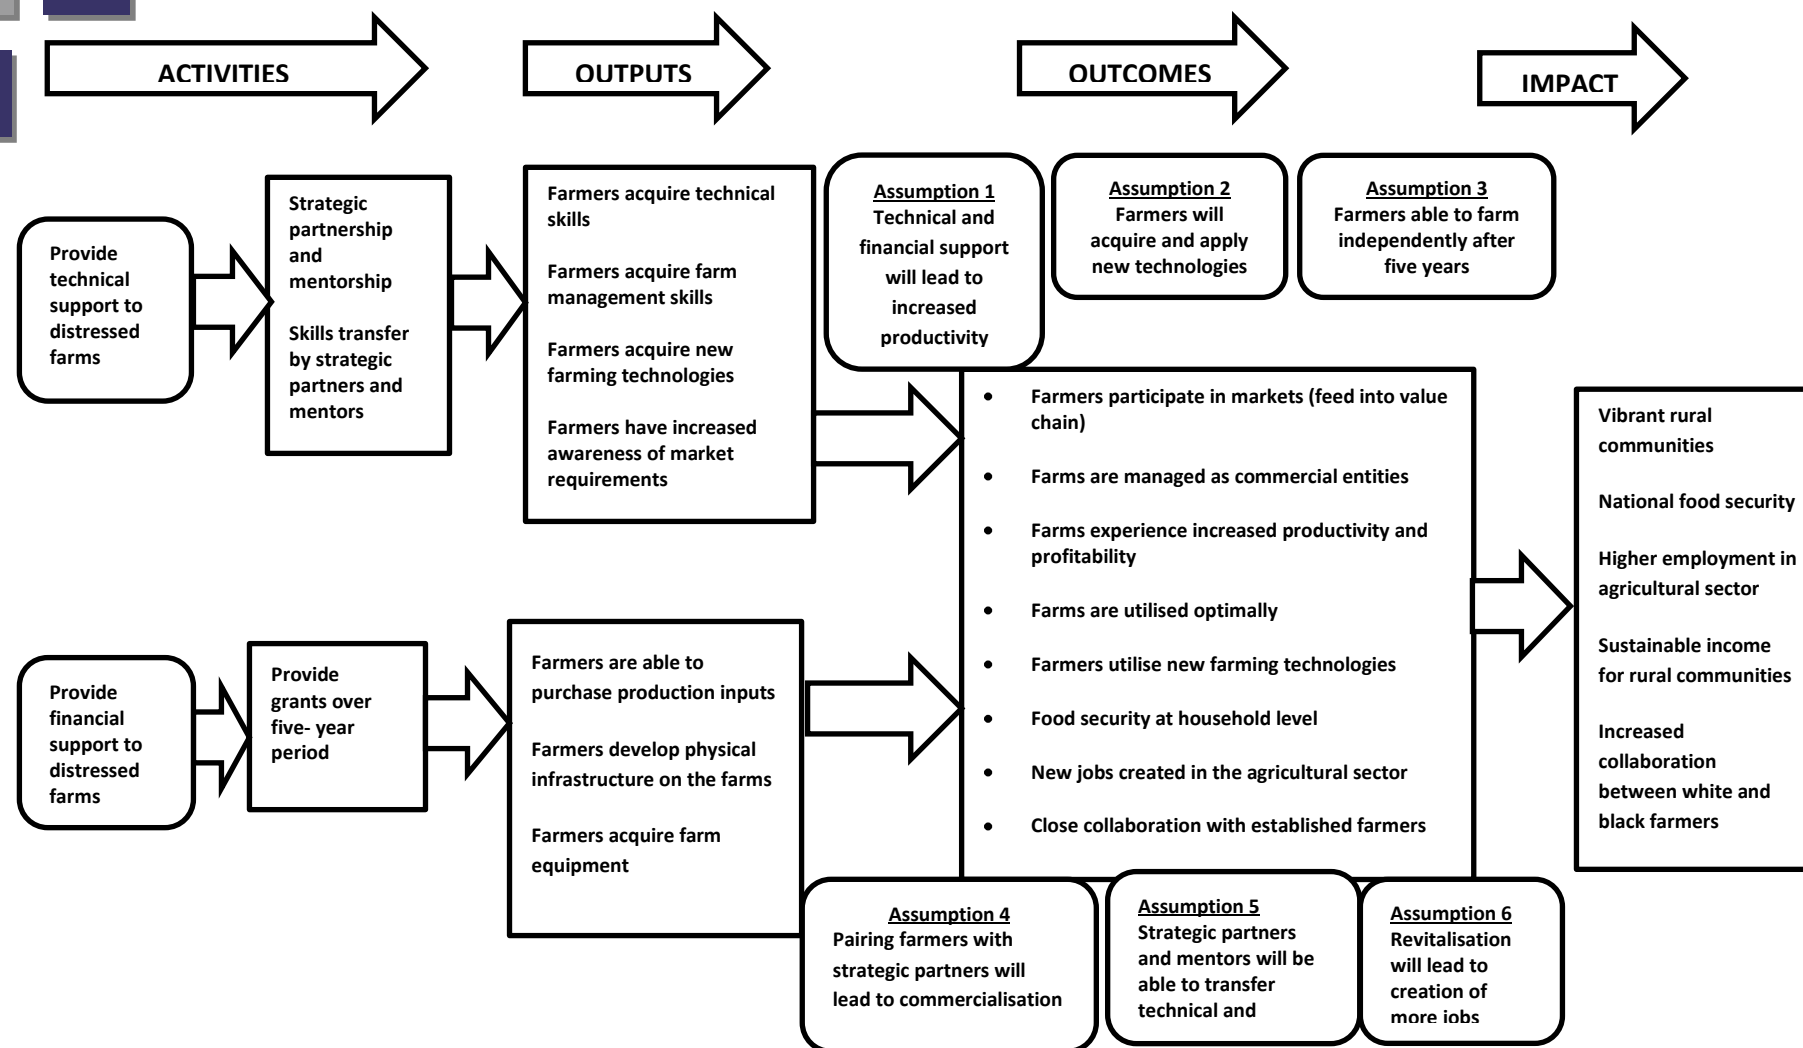 ACTIVITIES
OUTPUTS
OUTCOMES
IMPACT
Provide
technical
support to
distressed
farms
Strategic
partnership
and
mentorship
Skills transfer
by strategic
partners and
mentors
Farmers acquire technical
skills
Farmers acquire farm
management skills
Farmers acquire new
farming technologies
Farmers have increased
awareness of market
requirements
Assumption 1
Technical and
financial support
will lead to
increased
productivity
Assumption 2
Farmers will
acquire and apply
new technologies
Assumption 3
Farmers able to farm
independently after
five years
• Farmers participate in markets (feed into value
chain)
• Farms are managed as commercial entities
• Farms experience increased productivity and
profitability
• Farms are utilised optimally
• Farmers utilise new farming technologies
• Food security at household level
• New jobs created in the agricultural sector
• Close collaboration with established farmers
Vibrant rural
communities
National food security
Higher employment in
agricultural sector
Sustainable income
for rural communities
Increased
collaboration
between white and
black farmers
Provide
financial
support to
distressed
farms
Provide
grants over
five- year
period
Farmers are able to
purchase production inputs
Farmers develop physical
infrastructure on the farms
Farmers acquire farm
equipment
Assumption 4
Pairing farmers with
strategic partners will
lead to commercialisation
Assumption 5
Strategic partners
and mentors will be
able to transfer
technical and
Assumption 6
Revitalisation
will lead to
creation of
more jobs